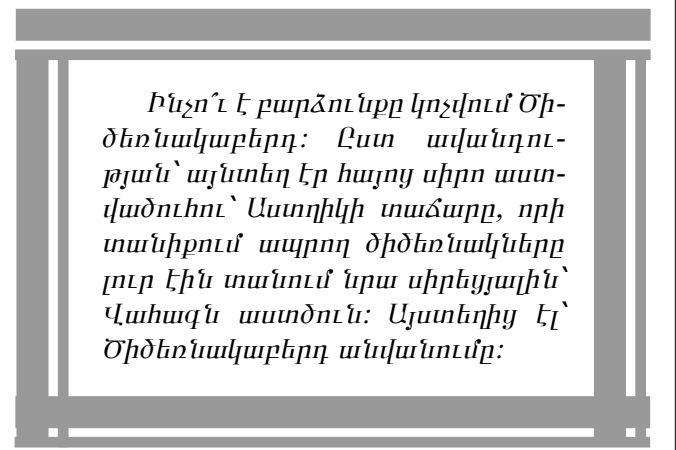 Ինչո՞ւ է բարձունքը կոչվում Ծի-
ծեռնակաբերդ։ Ըստ ավանդու-
թյան՝ այնտեղ էր հայոց սիրո աստ-
վածուհու՝ Աստղիկի տաճարը, որի
տանիքում ապրող ծիծեռնակները
լուր էին տանում նրա սիրեցյալին՝
Վահագն աստծուն։ Այստեղից էլ՝
Ծիծեռնակաբերդ անվանումը։